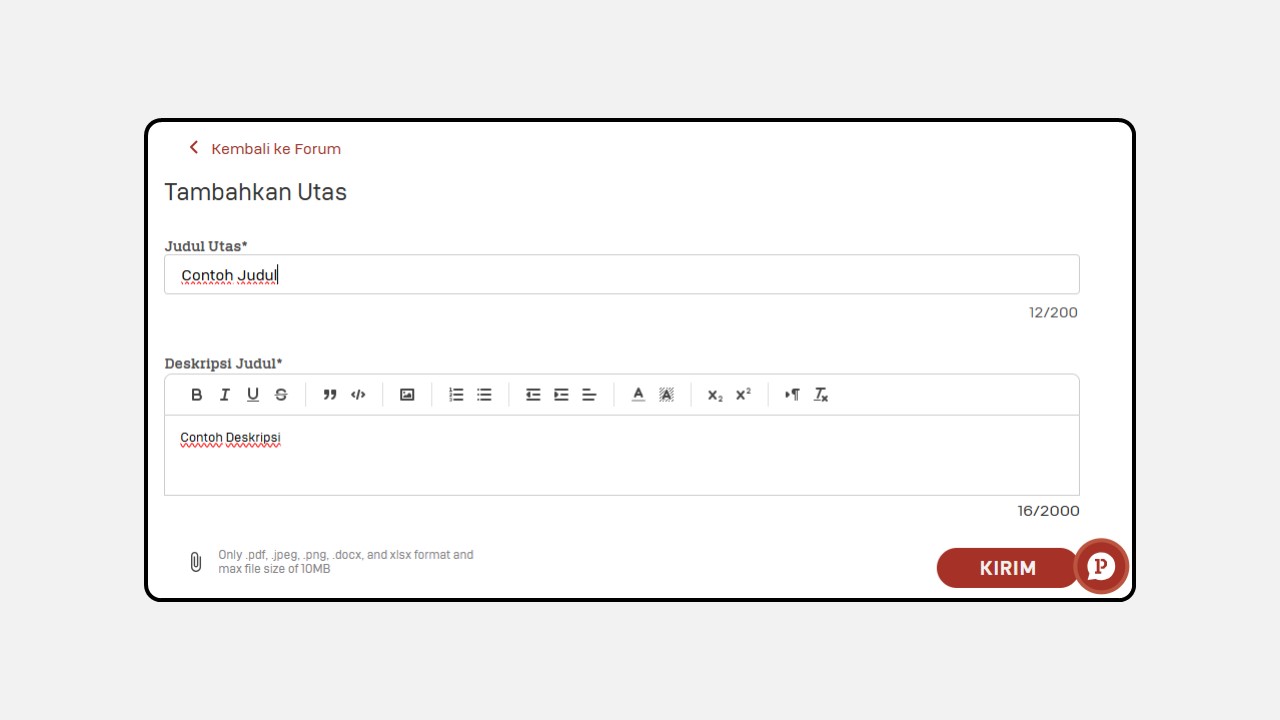 Kembali ke Forum
Tambahkan Utas
Judul Utas*
Contoh Judul
12/200
Deskripsi Judul*
Contoh Deskripsi
16/2000
Only .pdf, .jpeg, .png, .docx, and xlsx format and
max file size of 10MB
KIRIM
P